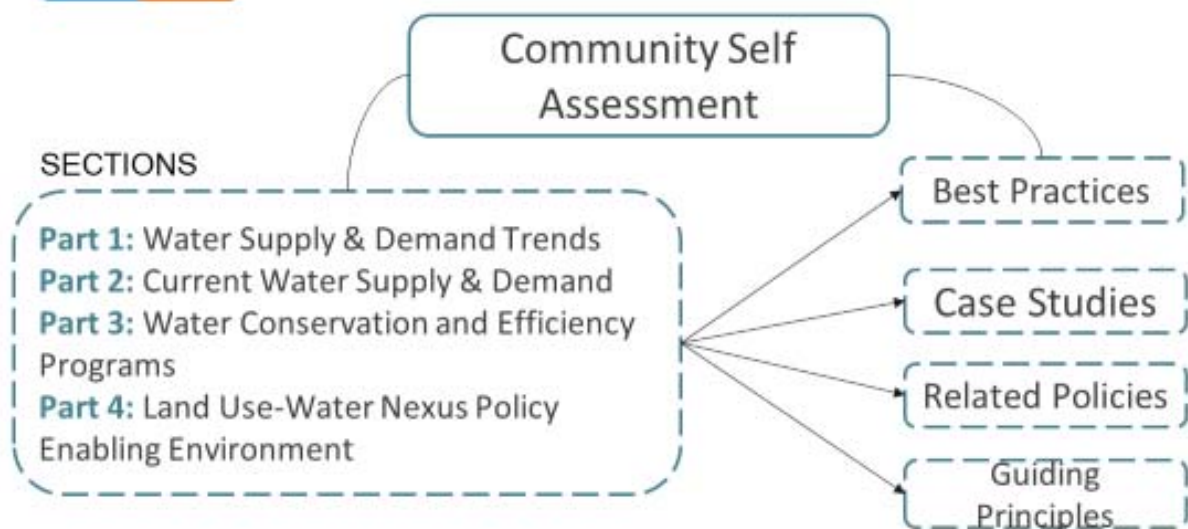 Community Self
Assessment
SECTIONS
Part 1: Water Supply & Demand Trends
Part 2: Current Water Supply & Demand
Part 3: Water Conservation and Efficiency
Programs
Part 4: Land Use-Water Nexus Policy
Enabling Environment
Best Practices
Case Studies
Related Policies
Guiding
Principles